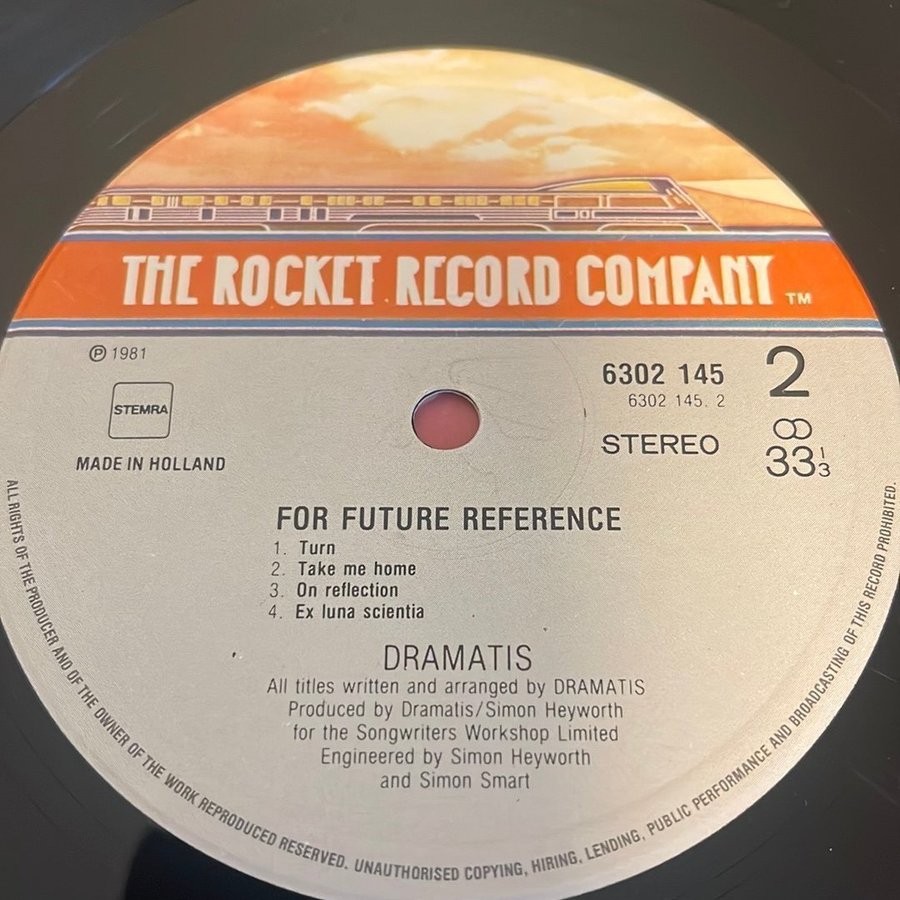 THE ROCKET RECORD COMPANY ™
℗ 1981
STEMRA
MADE IN HOLLAND
6302 145
6302 145. 2
STEREO
2
33 1/3
FOR FUTURE REFERENCE
1. Turn
2. Take me home
3. On reflection
4. Ex luna scientia
DRAMATIS
All titles written and arranged by DRAMATIS
Produced by Dramatis/Simon Heyworth
for the Songwriters Workshop Limited
Engineered by Simon Heyworth
and Simon Smart
ALL RIGHTS OF THE PRODUCER AND OF THE OWNER OF THE WORK REPRODUCED RESERVED. UNAUTHORISED COPYING, HIRING, LENDING, PUBLIC PERFORMANCE AND BROADCASTING OF THIS RECORD PROHIBITED.